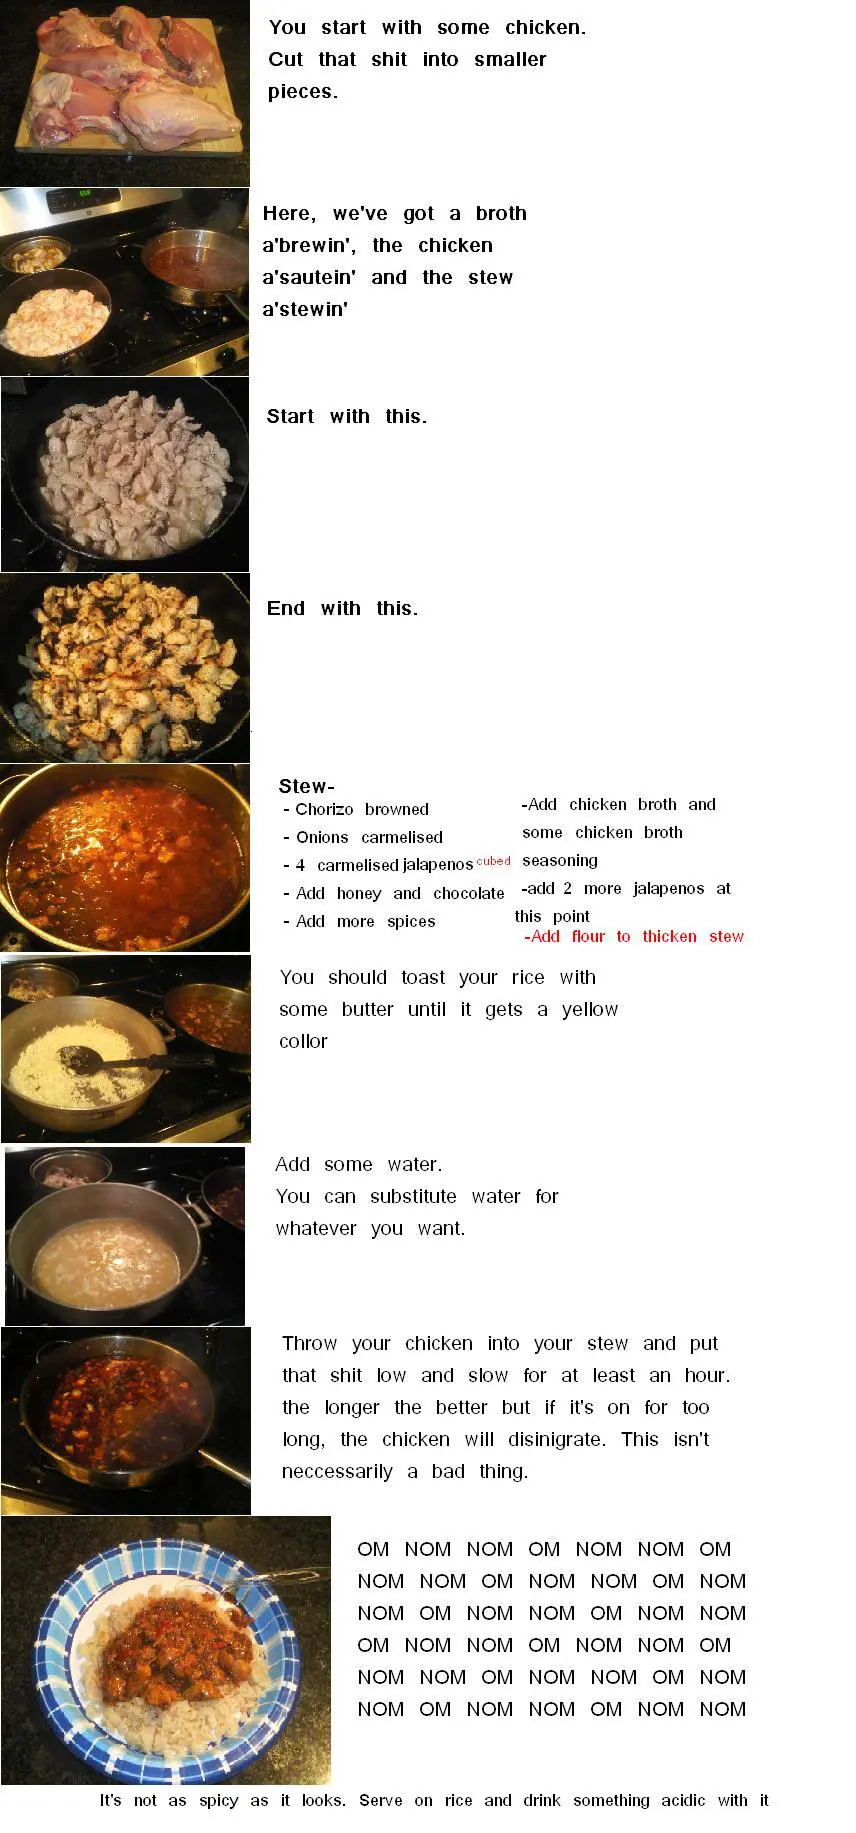 You start with some chicken.
Cut that shit into smaller
pieces.
Here, we've got a broth
a'brewin', the chicken
a'sautein' and the stew
a'stewin'
Start with this.
End with this.
Stew-
- Chorizo browned
- Onions carmelised
- 4 carmelised jalapenos cubed
- Add honey and chocolate
- Add more spices
-Add chicken broth and
some chicken broth
seasoning
-add 2 more jalapenos at
this point
-Add flour to thicken stew
You should toast your rice with
some butter until it gets a yellow
collor
Add some water.
You can substitute water for
whatever you want.
Throw your chicken into your stew and put
that shit low and slow for at least an hour.
the longer the better but if it's on for too
long, the chicken will disinigrate. This isn't
neccessarily a bad thing.
OM NOM NOM OM NOM NOM OM
NOM NOM OM NOM NOM OM NOM
NOM OM NOM NOM OM NOM NOM
OM NOM NOM OM NOM NOM OM
NOM NOM OM NOM NOM OM NOM
NOM OM NOM NOM OM NOM NOM
It's not as spicy as it looks. Serve on rice and drink something acidic with it